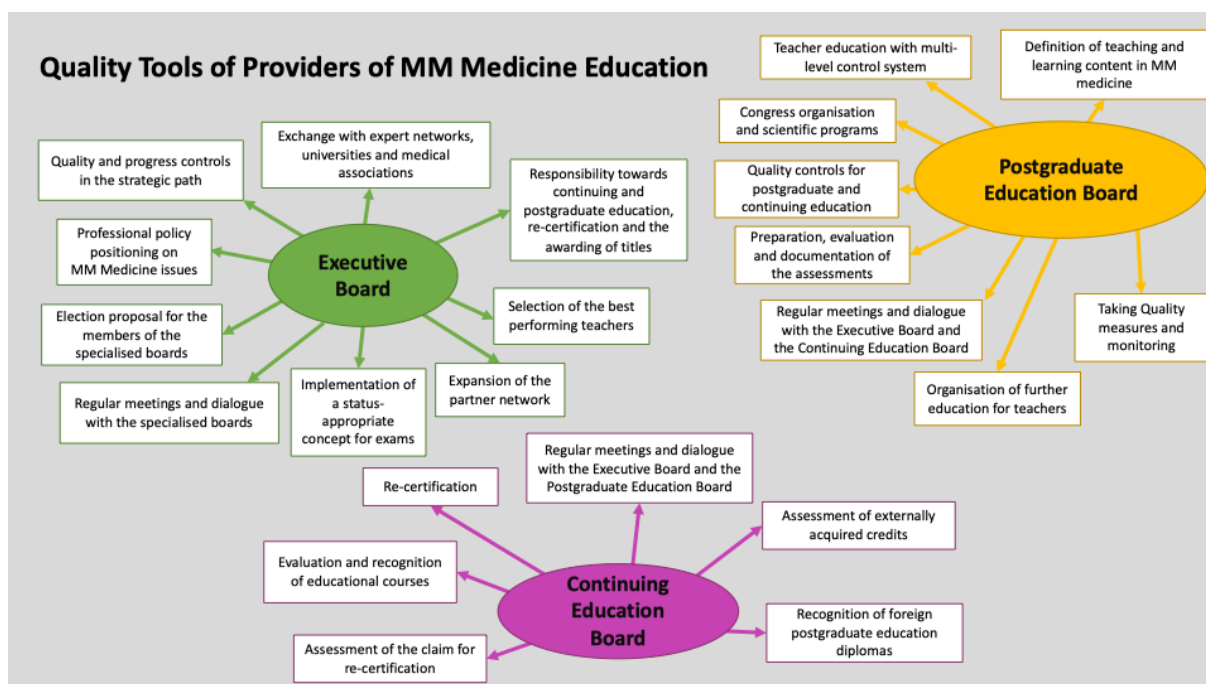 Quality Tools of Providers of MM Medicine Education
Exchange with expert networks,
universities and medical
associations
Quality and progress controls
in the strategic path
Responsibility towards
continuing and
postgraduate education,
re-certification and the
awarding of titles
Professional policy
positioning on
MM Medicine issues
Executive
Board
Election proposal for the
members of the
specialised boards
Selection of the best
performing teachers
Regular meetings and dialogue
with the specialised boards
Implementation of
a status-
appropriate
concept for exams
Expansion of the
partner network
Teacher education with multi-
level control system
Definition of teaching and
learning content in MM
medicine
Congress organisation
and scientific programs
Postgraduate
Education Board
Quality controls for
postgraduate and
continuing education
Preparation, evaluation
and documentation of
the assessments
Regular meetings and dialogue
with the Executive Board and
the Continuing Education Board
Taking Quality
measures and
monitoring
Organisation of further
education for teachers
Regular meetings and dialogue
with the Executive Board and the
Postgraduate Education Board
Re-certification
Assessment of externally
acquired credits
Evaluation and recognition
of educational courses
Continuing
Education
Board
Recognition of foreign
postgraduate education
diplomas
Assessment of the claim for
re-certification